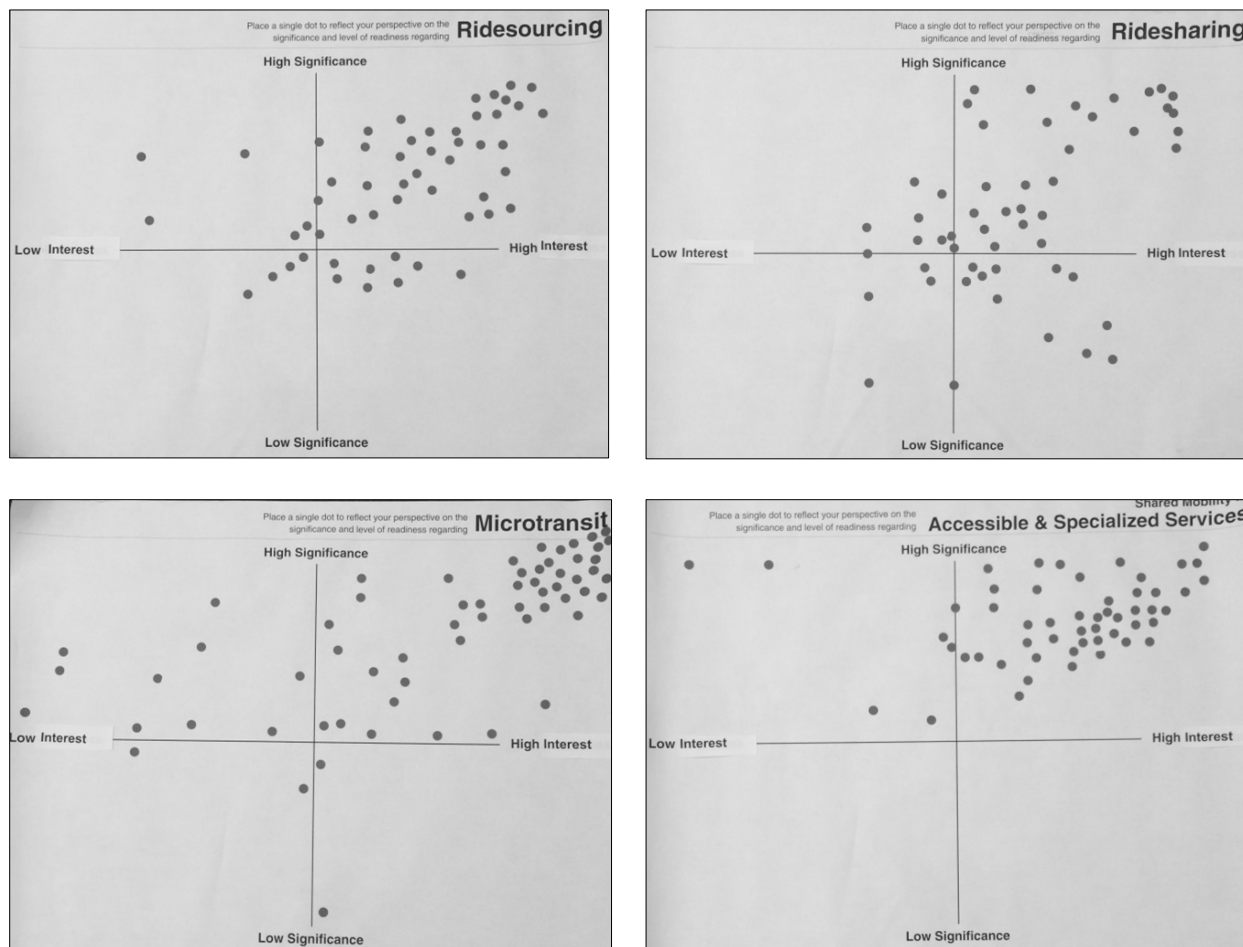 Place a single dot to reflect your perspective on the
significance and level of readiness regarding
Ridesourcing
High Significance
Low Interest
High Interest
Low Significance
Place a single dot to reflect your perspective on the
significance and level of readiness regarding
Ridesharing
High Significance
Low Interest
High Interest
Low Significance
Place a single dot to reflect your perspective on the
significance and level of readiness regarding
Microtransit
High Significance
Low Interest
High Interest
Low Significance
Shared Mobility
Place a single dot to reflect your perspective on the
significance and level of readiness regarding
Accessible & Specialized Services
High Significance
Low Interest
High Interest
Low Significance